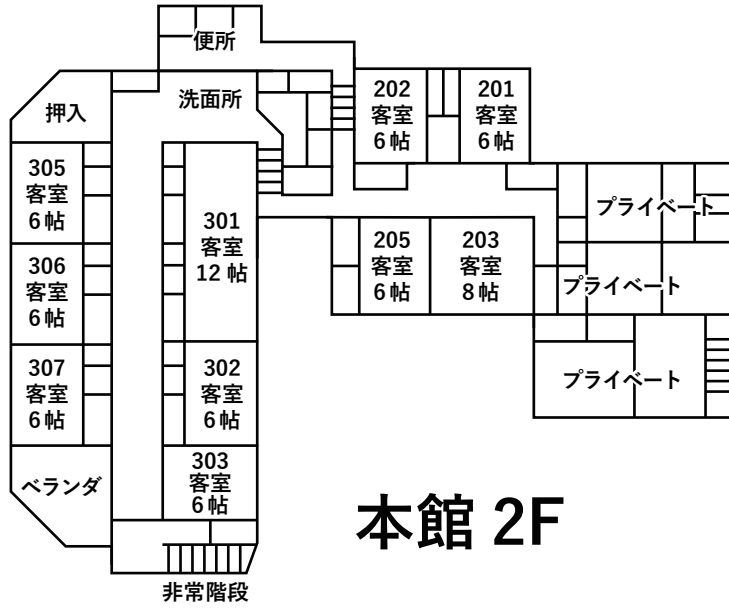 便所
洗面所
押入
202
客室
6帖
201
客室
6帖
305
客室
6帖
301
客室
12 帖
プライベート
306
客室
6帖
205
客室
6帖
203
客室
8帖
プライベート
307
客室
6帖
302
客室
6帖
プライベート
ベランダ
303
客室
6帖
本館 2F
非常階段